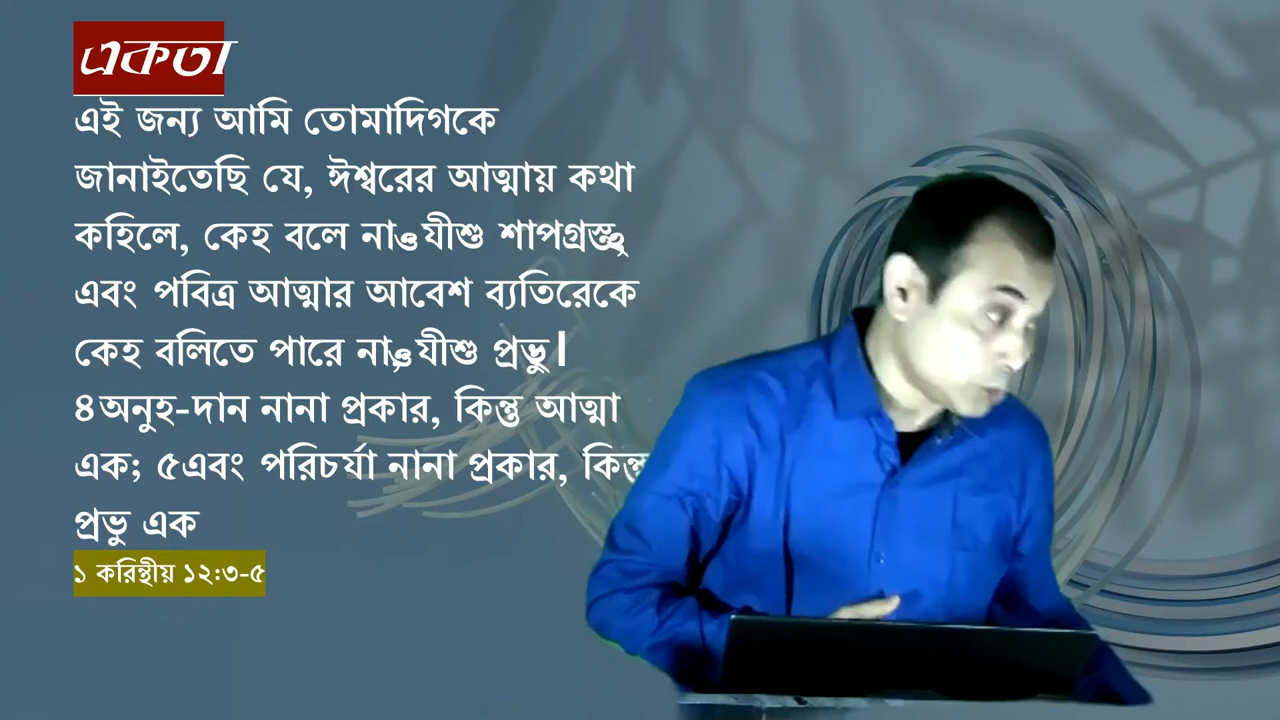 একতা
এই জন্য আমি তোমাদিগকে
জানাইতেছি যে, ঈশ্বরের আত্মায় কথা
কহিলে, কেহ বলে না৩যীশু শাপগ্রস্ত
এবং পবিত্র আত্মার আবেশ ব্যতিরেকে
কেহ বলিতে পারে না, যীশু প্রভু।
৪অনুহ-দান নানা প্রকার, কিন্তু আত্মা
এক; ৫এবং পরিচর্যা নানা প্রকার, কিন্তু
প্রভু এক
১ করিন্থীয় ১২:৩-৫